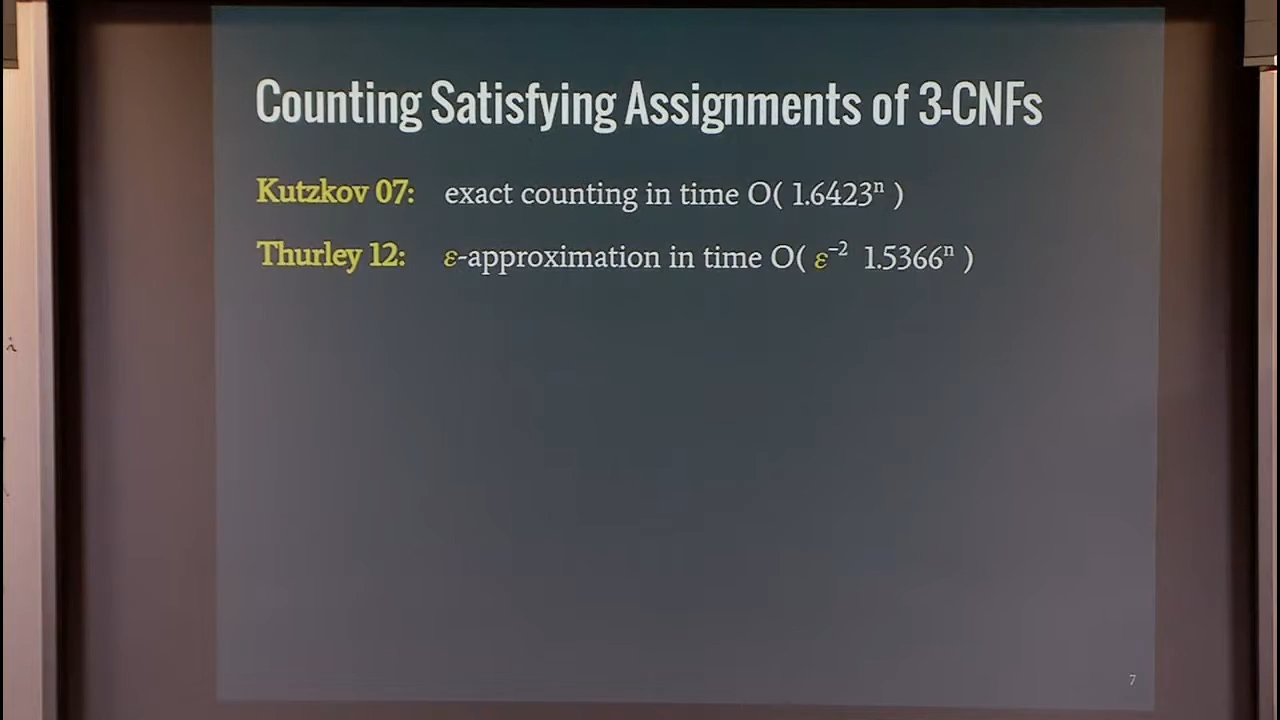 Counting Satisfying Assignments of 3-CNFs
Kutzkov 07: exact counting in time O( 1.6423ⁿ )
Thurley 12: ε-approximation in time O( ε⁻² 1.5366ⁿ )
7